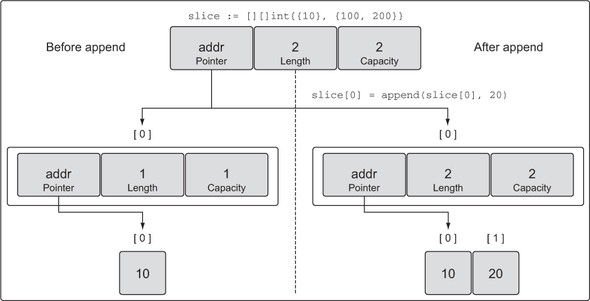 slice := [][]int{{10}, {100, 200}}
Before append
After append
addr
Pointer
2
Length
2
Capacity
slice[0] = append(slice[0], 20)
[0]
[0]
addr
Pointer
1
Length
1
Capacity
addr
Pointer
2
Length
2
Capacity
[0]
[0]
[1]
10
10
20